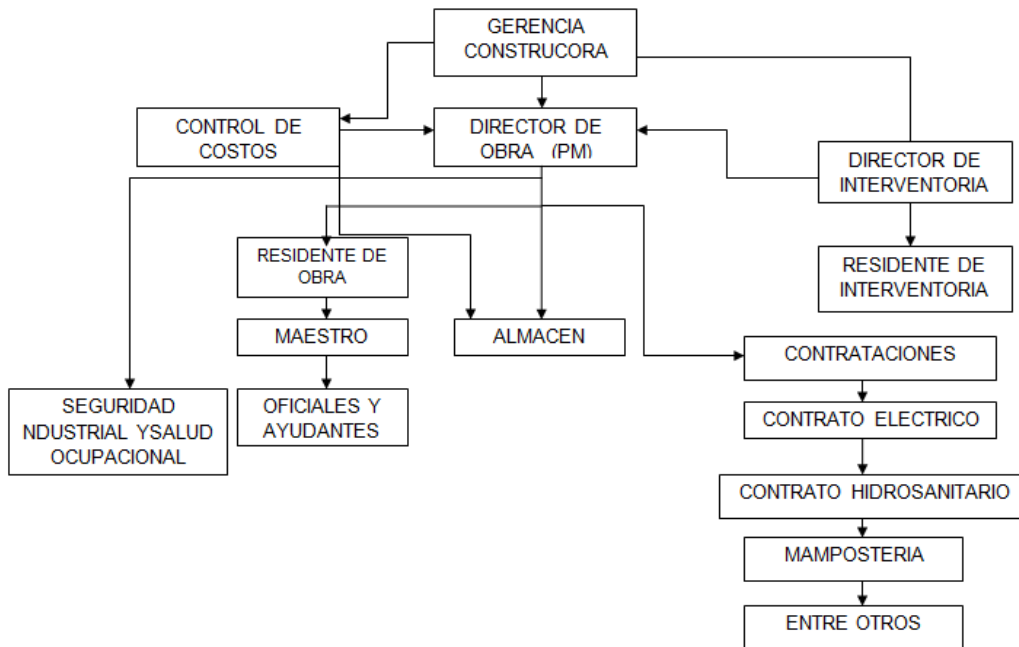 GERENCIA
CONSTRUCORA
CONTROL DE
COSTOS
DIRECTOR DE
OBRA (PM)
DIRECTOR DE
INTERVENTORIA
RESIDENTE DE
OBRA
RESIDENTE DE
INTERVENTORIA
MAESTRO
ALMACEN
CONTRATACIONES
SEGURIDAD
NDUSTRIAL YSALUD
OCUPACIONAL
OFICIALES Y
AYUDANTES
CONTRATO ELECTRICO
CONTRATO HIDROSANITARIO
MAMPOSTERIA
ENTRE OTROS